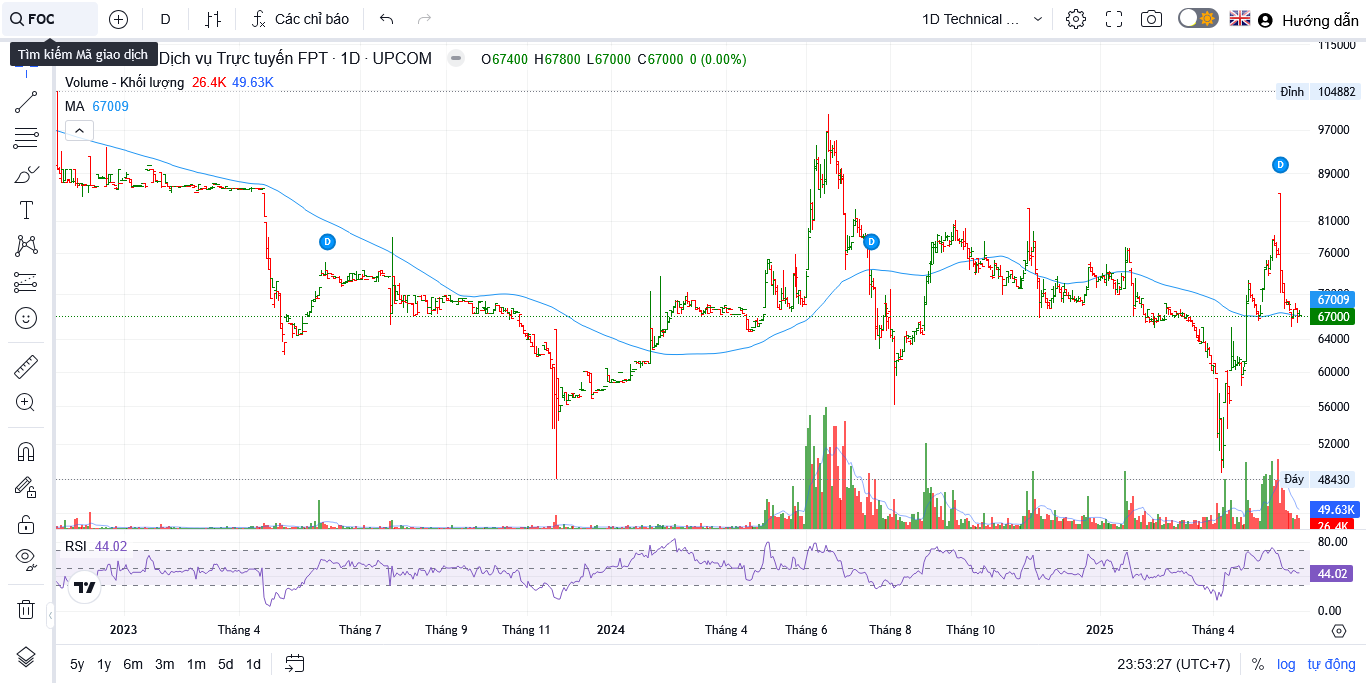 FOC
D
Các chỉ báo
1D Technical ...
Hướng dẫn
Tìm kiếm Mã giao dịch
Dịch vụ Trực tuyến FPT · 1D · UPCOM
O67400 H67800 L67000 C67000 0 (0.00%)
Volume - Khối lượng 26.4K 49.63K
MA 67009
115000
Đỉnh 104882
97000
D
89000
81000
D
D
76000
67009
67000
64000
60000
56000
52000
Đáy 48430
49.63K
26.4K
RSI 44.02
80.00
44.02
0.00
2023
Tháng 4
Tháng 7
Tháng 9
Tháng 11
2024
Tháng 4
Tháng 6
Tháng 8
Tháng 10
2025
Tháng 4
5y 1y 6m 3m 1m 5d 1d
23:53:27 (UTC+7)
%
log
tự động